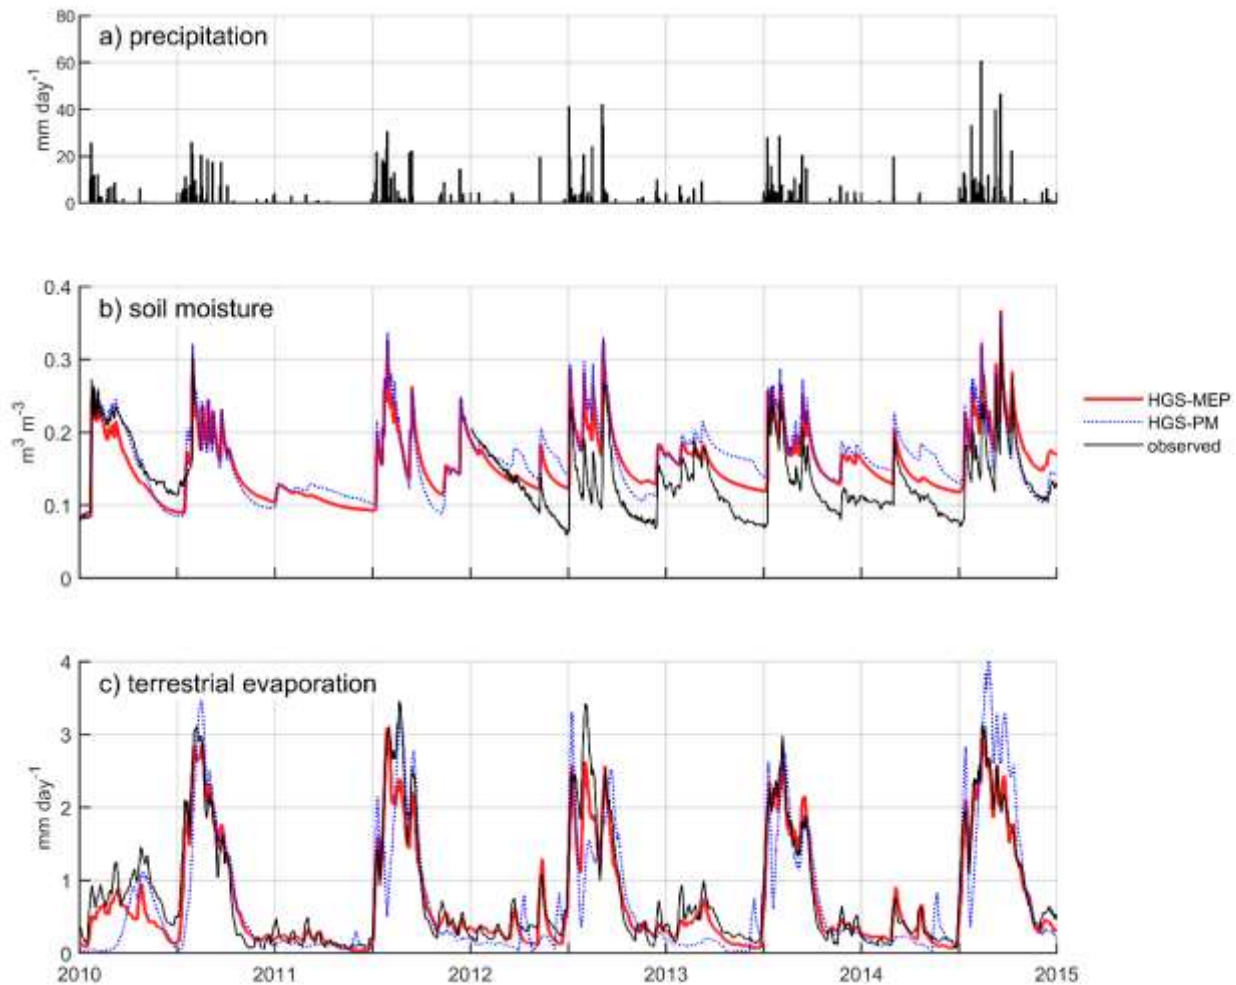 a) precipitation
mm day⁻¹
80
60
40
20
0
b) soil moisture
m³ m⁻³
0.4
0.3
0.2
0.1
0
HGS-MEP
HGS-PM
observed
c) terrestrial evaporation
mm day⁻¹
4
3
2
1
0
2010 2011 2012 2013 2014 2015